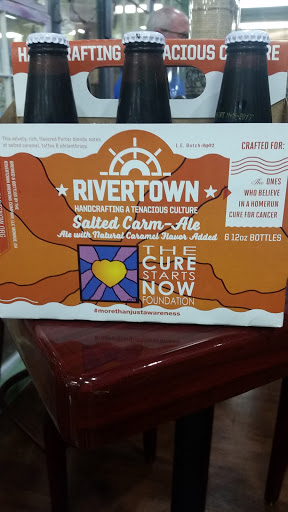 HANDCRAFTING A TENACIOUS CULTURE
This velvety, rich, flavored Porter blends notes
of salted caramel, toffee & philanthropy.
CRAFTED FOR:
The ONES
WHO BELIEVE
IN A HOMERUN
CURE FOR CANCER
RIVERTOWN
HANDCRAFTING A TENACIOUS CULTURE
Salted Carm-Ale
Ale with Natural Caramel Flavor Added
6 12oz BOTTLES
THE
CURE
STARTS
NOW
FOUNDATION
#morethanjustawareness